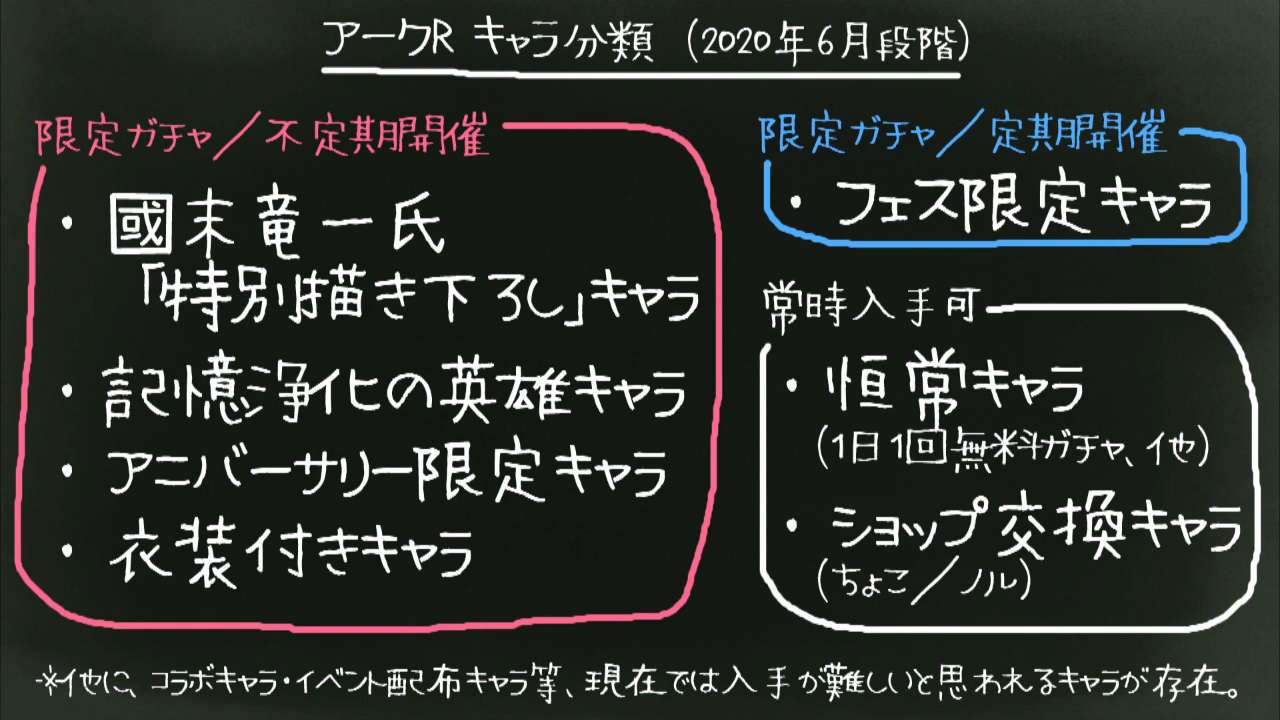 アークR キャラ分類 (2020年6月段階)
限定ガチャ／不定期開催
・國末竜一氏
「特別描き下ろし」キャラ
・記憶浄化の英雄キャラ
・アニバーサリー限定キャラ
・衣装付きキャラ
限定ガチャ／定期開催
・フェス限定キャラ
常時入手可
・恒常キャラ
(1日1回無料ガチャ、他)
・ショップ交換キャラ
(ちょこ／ノル)
※他に、コラボキャラ・イベント配布キャラ等、現在では入手が難しいと思われるキャラが存在。